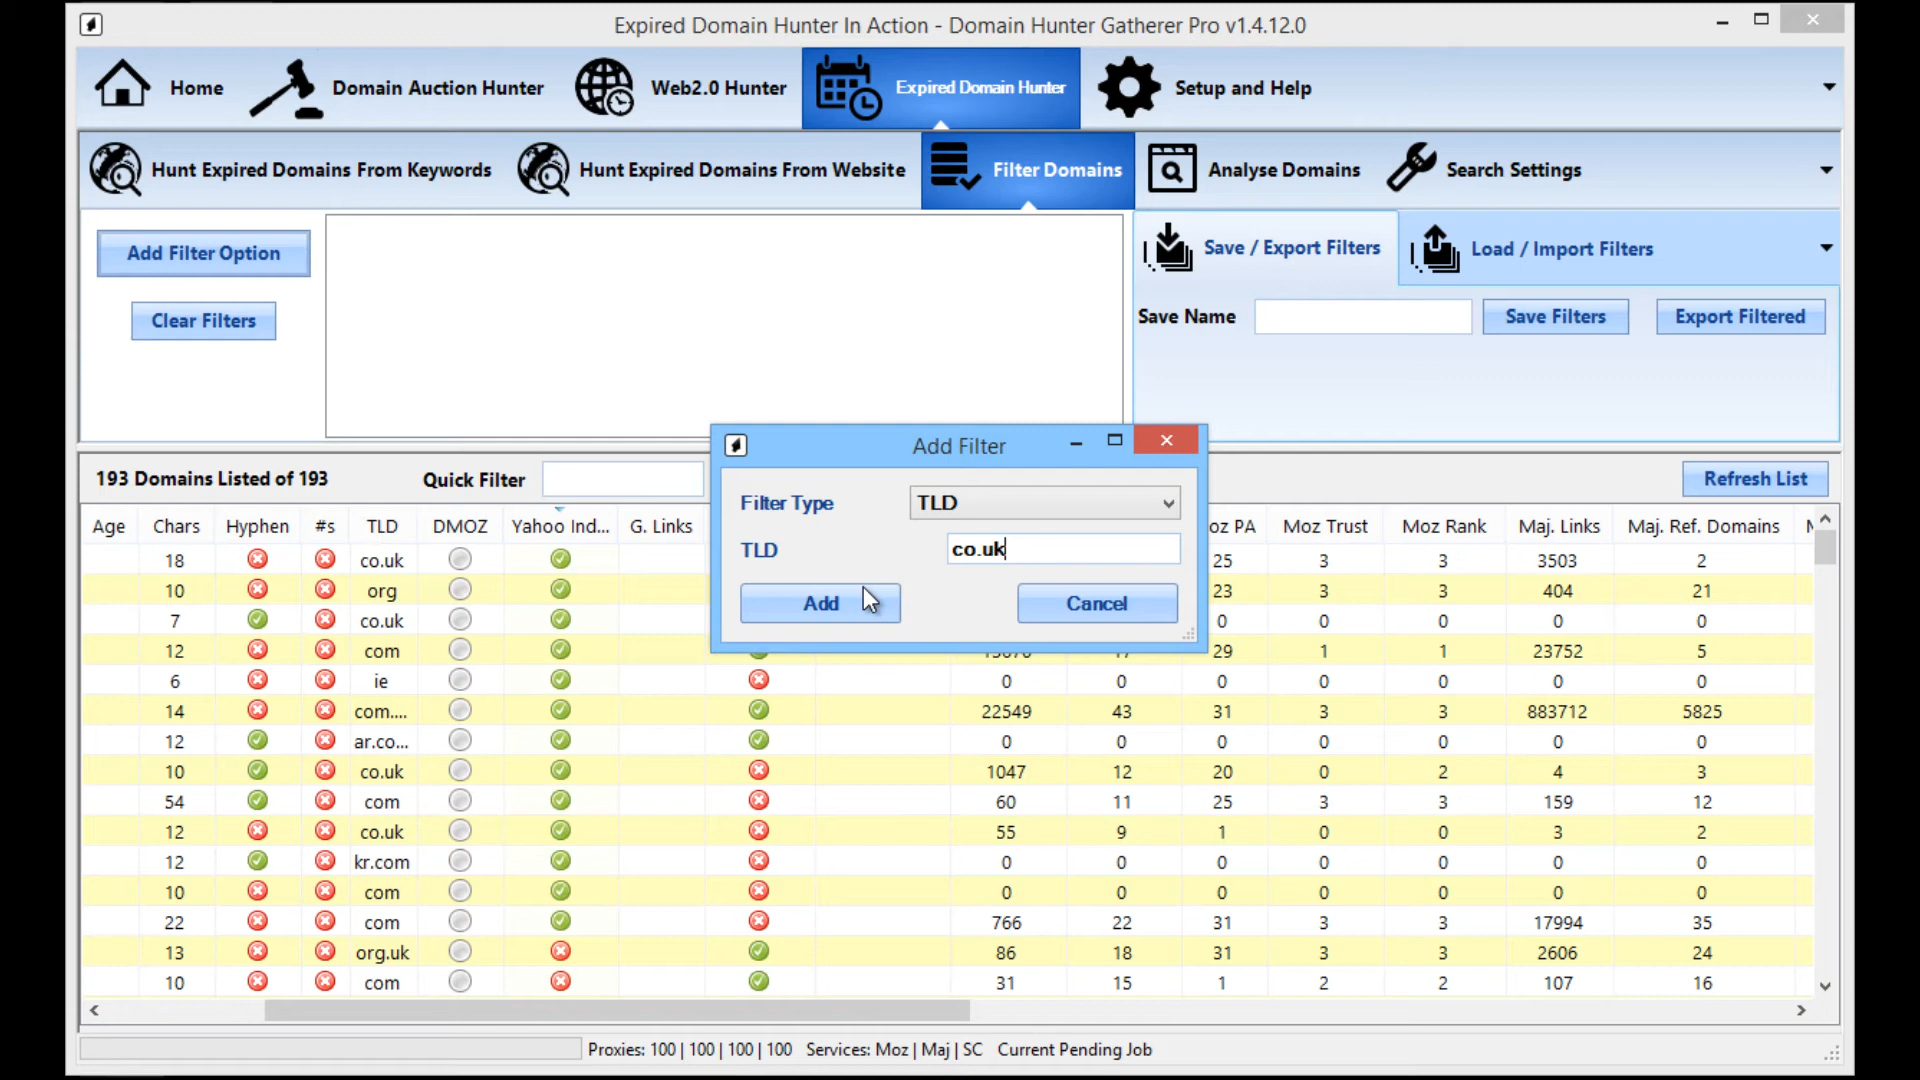 Expired Domain Hunter In Action - Domain Hunter Gatherer Pro v1.4.12.0
Home Domain Auction Hunter Web2.0 Hunter Expired Domain Hunter Setup and Help
Hunt Expired Domains From Keywords Hunt Expired Domains From Website Filter Domains Analyse Domains Search Settings
Add Filter Option Save / Export Filters Load / Import Filters
Clear Filters Save Name Save Filters Export Filtered
Add Filter
193 Domains Listed of 193 Quick Filter Refresh List
Filter Type TLD
TLD co.uk
Add Cancel
Age Chars Hyphen #s TLD DMOZ Yahoo Ind... G. Links oz PA Moz Trust Moz Rank Maj. Links Maj. Ref. Domains
18 co.uk 25 3 3 3503 2
10 org 23 3 3 404 21
7 co.uk 0 0 0 0 0
12 com 29 1 1 23752 5
6 ie 0 0 0 0 0 0 0
14 com.... 22549 43 31 3 3 883712 5825
12 ar.co... 0 0 0 0 0 0 0
10 co.uk 1047 12 20 0 2 4 3
54 com 60 11 25 3 3 159 12
12 co.uk 55 9 1 0 0 3 2
12 kr.com 0 0 0 0 0 0 0
10 com 0 0 0 0 0 0 0
22 com 766 22 31 3 3 17994 35
13 org.uk 86 18 31 3 3 2606 24
10 com 31 15 1 2 2 107 16
Proxies: 100 | 100 | 100 | 100 Services: Moz | Maj | SC Current Pending Job